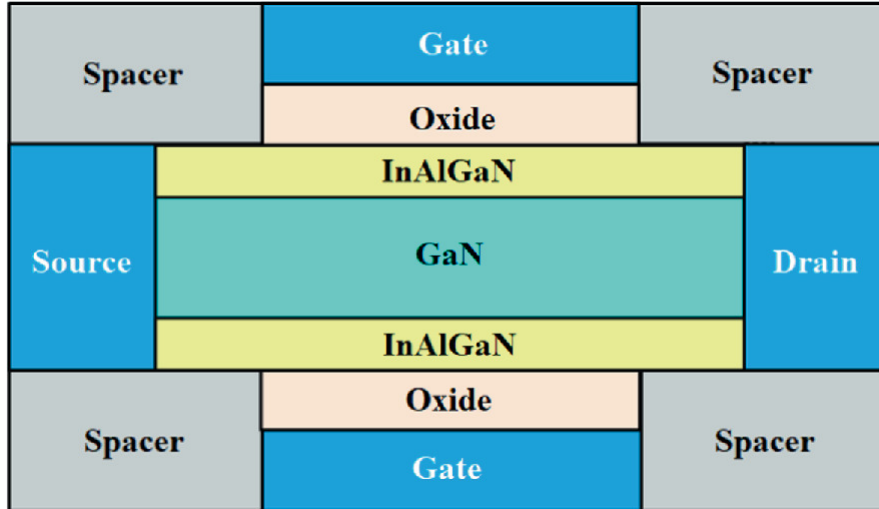 Gate
Spacer
Spacer
Oxide
InAlGaN
GaN
Source
Drain
InAlGaN
Oxide
Spacer
Spacer
Gate